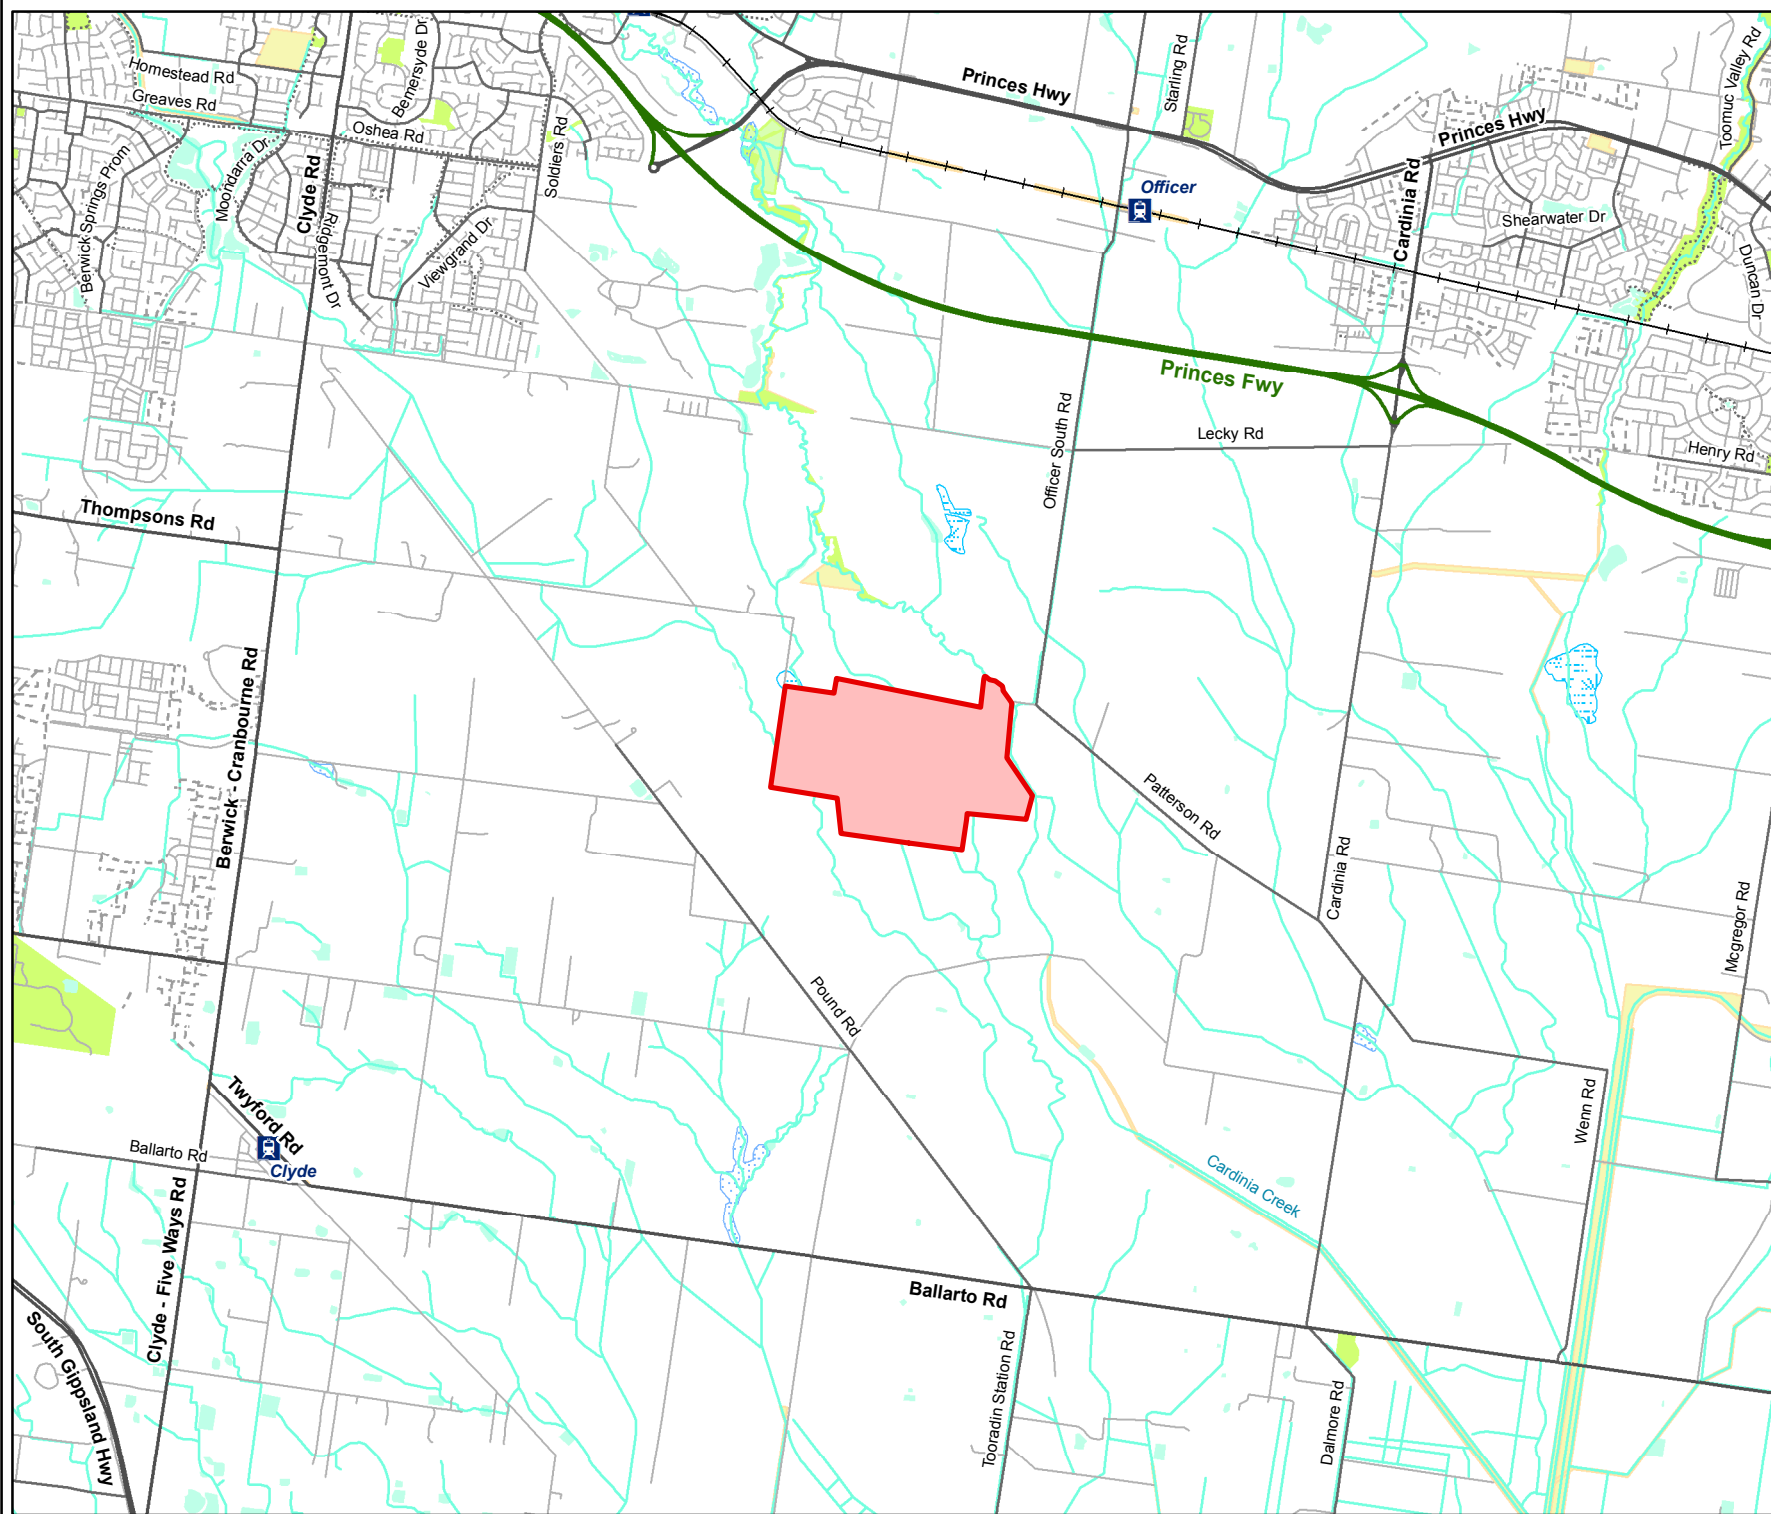 Homestead Rd
Greaves Rd
Bemersyde Dr
Oshea Rd
Soldiers Rd
Princes Hwy
Starling Rd
Princes Hwy
Toomuc Valley Rd
Berwick Springs Prom
Moondarra Dr
Clyde Rd
Ridgemont Dr
Viewgrand Dr
Officer
Cardinia Rd
Shearwater Dr
Duncan Dr
Princes Fwy
Officer South Rd
Lecky Rd
Henry Rd
Thompsons Rd
Berwick - Cranbourne Rd
Patterson Rd
Cardinia Rd
Mcgregor Rd
Pound Rd
Twyford Rd
Ballarto Rd
Clyde
Wenn Rd
Cardinia Creek
Clyde - Five Ways Rd
Ballarto Rd
South Gippsland Hwy
Tooradin Station Rd
Dalmore Rd